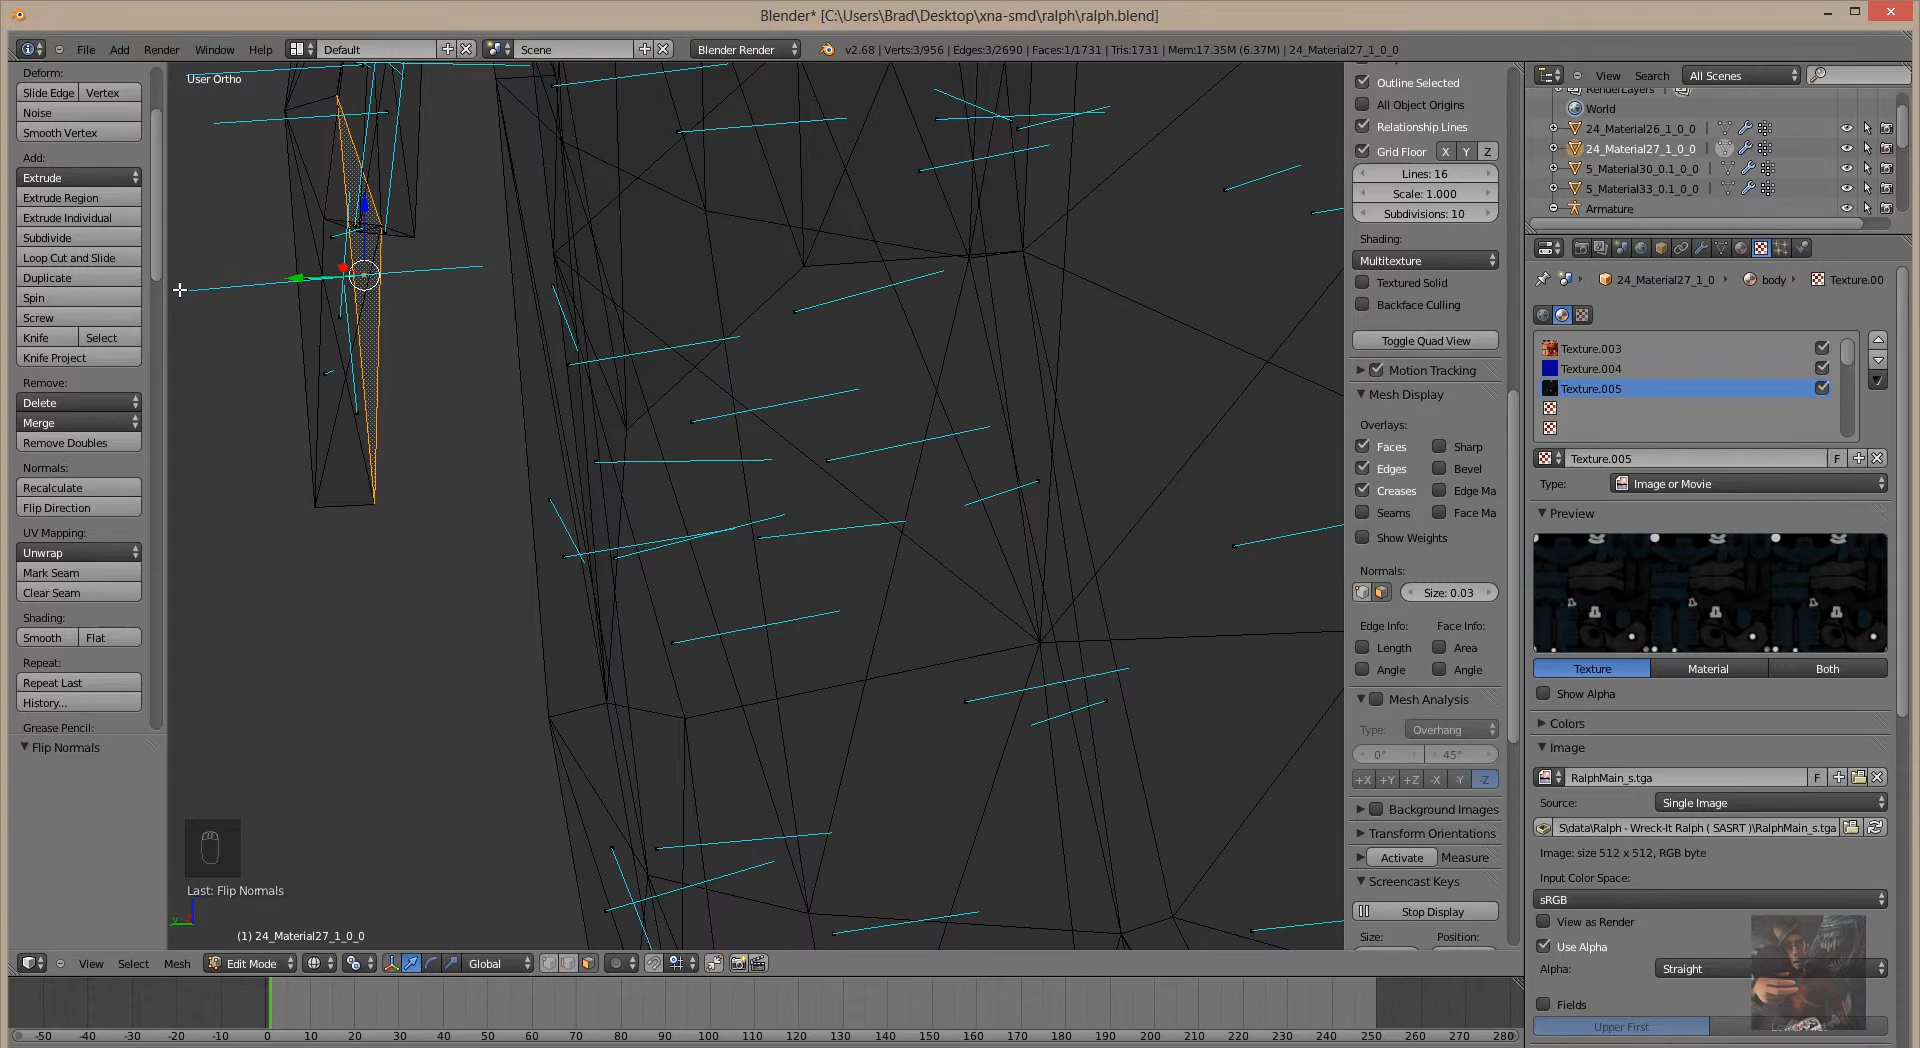 Blender* [C:\Users\Brad\Desktop\xna-smd\ralph\ralph.blend]
File Add Render Window Help Default Scene Blender Render v2.68 | Verts:3/956 | Edges:3/2690 | Faces:1/1731 | Tris:1731 | Mem:17.35M (6.37M) | 24_Material27_1_0_0
Deform:
Slide Edge Vertex
Noise
Smooth Vertex
Add:
Extrude
Extrude Region
Extrude Individual
Subdivide
Loop Cut and Slide
Duplicate
Spin
Screw
Knife Select
Knife Project
Remove:
Delete
Merge
Remove Doubles
Normals:
Recalculate
Flip Direction
UV Mapping:
Unwrap
Mark Seam
Clear Seam
Shading:
Smooth Flat
Repeat:
Repeat Last
History...
Grease Pencil:
Flip Normals
User Ortho
Last: Flip Normals
(1) 24_Material27_1_0_0
Outline Selected
All Object Origins
Relationship Lines
Grid Floor X Y Z
Lines: 16
Scale: 1.000
Subdivisions: 10
Shading:
Multitexture
Textured Solid
Backface Culling
Toggle Quad View
Motion Tracking
Mesh Display
Overlays:
Faces Sharp
Edges Bevel
Creases Edge Ma
Seams Face Ma
Show Weights
Normals:
Size: 0.03
Edge Info: Face Info:
Length Area
Angle Angle
Mesh Analysis
Type: Overhang
0° 45°
+X +Y +Z -X -Y -Z
Background Images
Transform Orientations
Activate Measure
Screencast Keys
Stop Display
Size: Position:
View Search All Scenes
RenderLayers
World
24_Material26_1_0_0
24_Material27_1_0_0
5_Material30_0.1_0_0
5_Material33_0.1_0_0
Armature
24_Material27_1_0 body Texture.00
Texture.003
Texture.004
Texture.005
Texture.005 F
Type: Image or Movie
Preview
Texture Material Both
Show Alpha
Colors
Image
RalphMain_s.tga F
Source: Single Image
S\data\Ralph - Wreck-It Ralph ( SASRT )\RalphMain_s.tga
Image: size 512 x 512, RGB byte
Input Color Space:
sRGB
View as Render
Use Alpha
Alpha: Straight
Fields
Upper First
View Select Mesh Edit Mode Global
-50 -40 -30 -20 -10 0 10 20 30 40 50 60 70 80 90 100 110 120 130 140 150 160 170 180 190 200 210 220 230 240 250 260 270 280